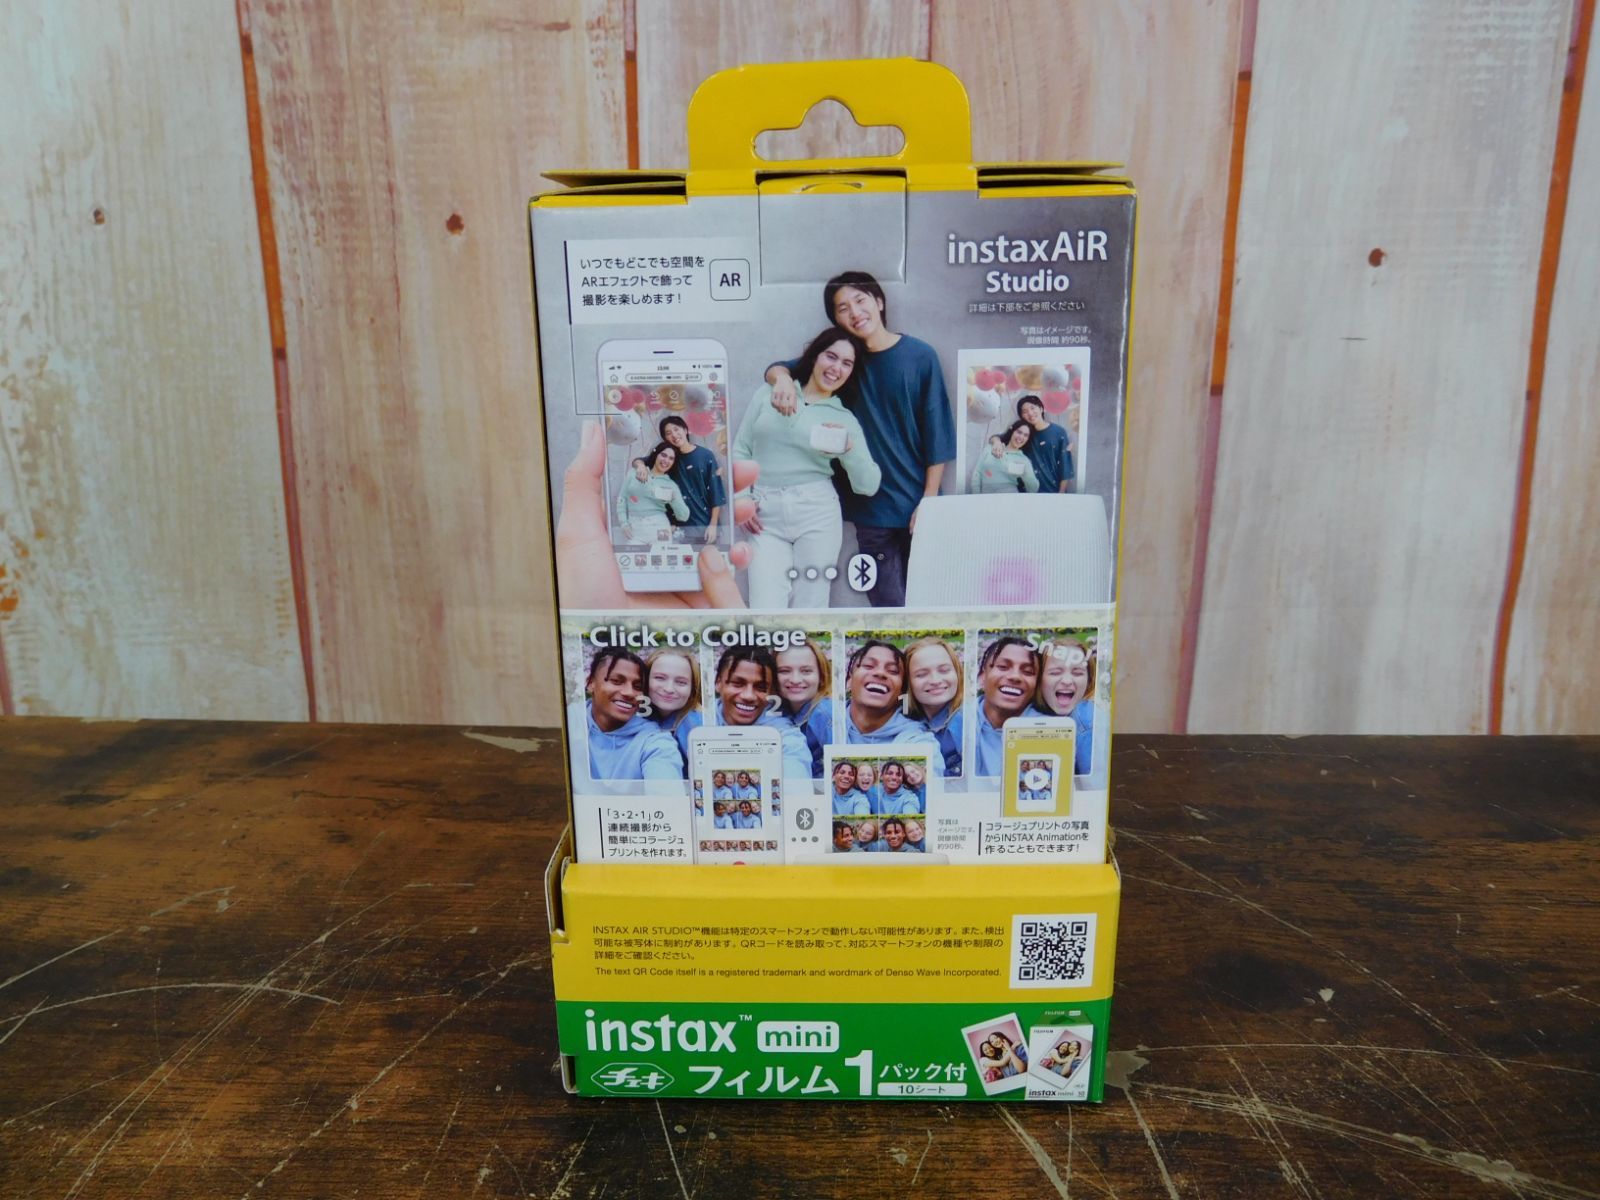 いつでもどこでも空間を
ARエフェクトで飾って
撮影を楽しめます!
AR
instax AiR
Studio
詳細は下部をご参照ください
写真はイメージです。
現像時間 約90秒。
Click to Collage
3
2
1
Snap!
「3・2・1」の
連続撮影から
簡単にコラージュ
プリントを作れます。
写真は
イメージです。
現像時間
約90秒。
コラージュプリントの写真
からINSTAX Animationを
作ることもできます!
INSTAX AIR STUDIO™機能は特定のスマートフォンで動作しない可能性があります。また、検出
可能な被写体に制約があります。QRコードを読み取って、対応スマートフォンの機種や制限の
詳細をご確認ください。
The text QR Code itself is a registered trademark and wordmark of Denso Wave Incorporated.
instax™ mini
チェキ フィルム1パック付
10シート
instax mini 10